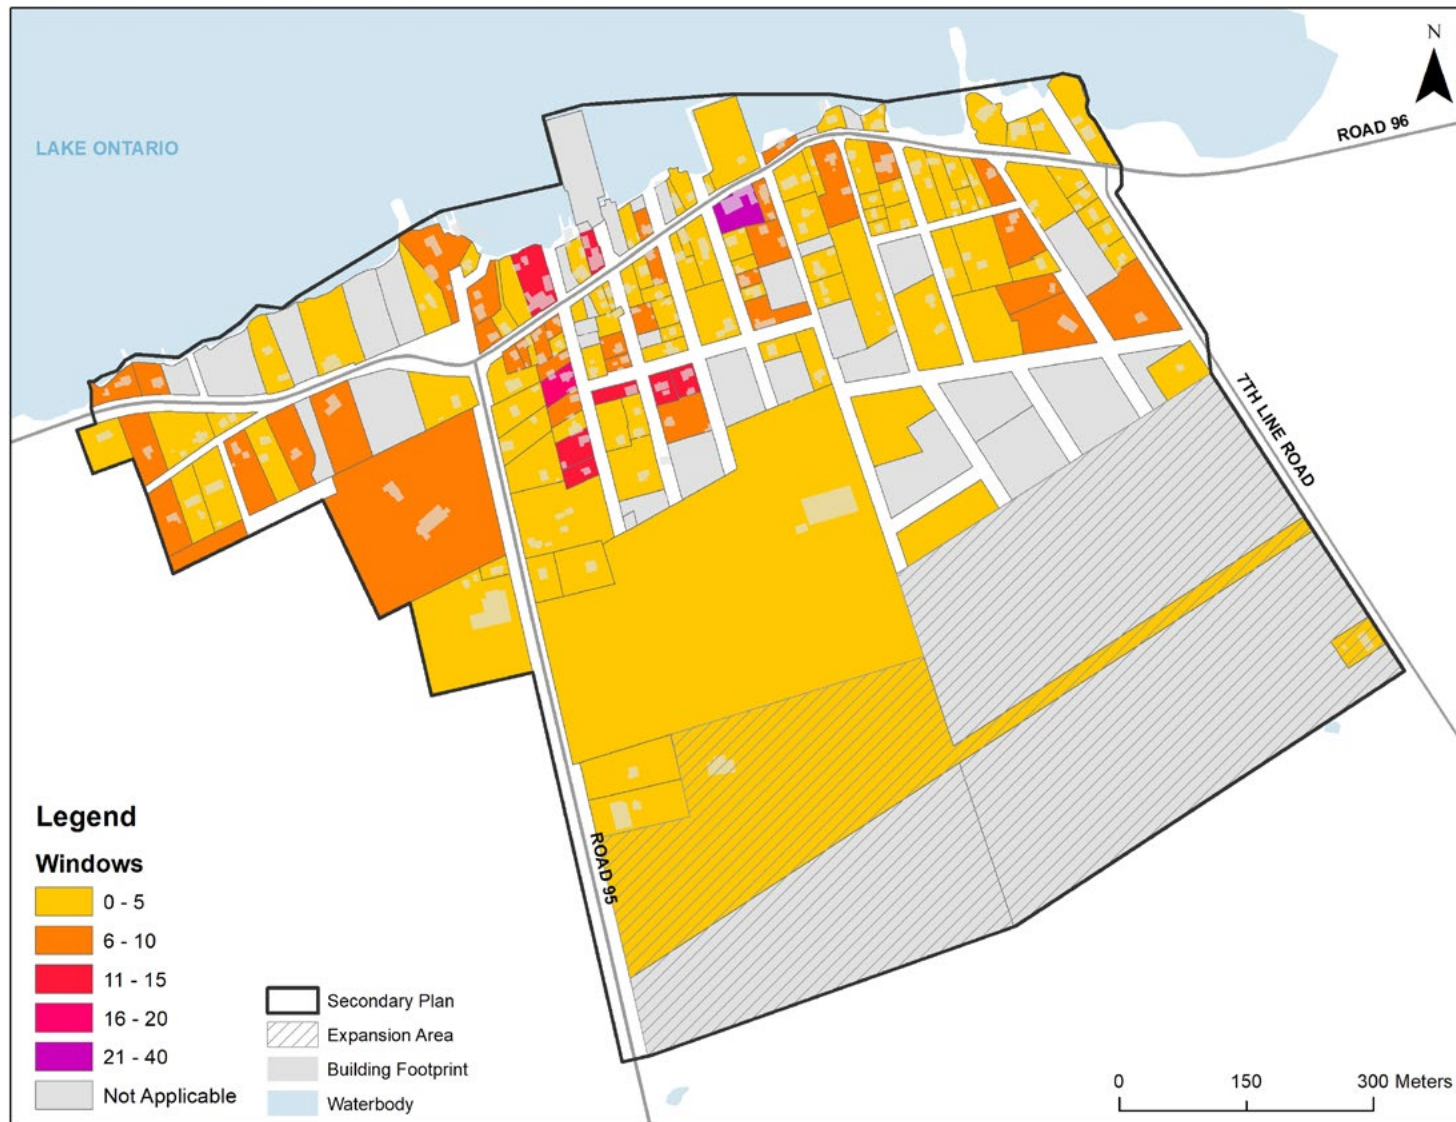 N
LAKE ONTARIO
ROAD 96
7TH LINE ROAD
ROAD 95
Legend
Windows
0 - 5
6 - 10
11 - 15
16 - 20
21 - 40
Not Applicable
Secondary Plan
Expansion Area
Building Footprint
Waterbody
0 150 300 Meters